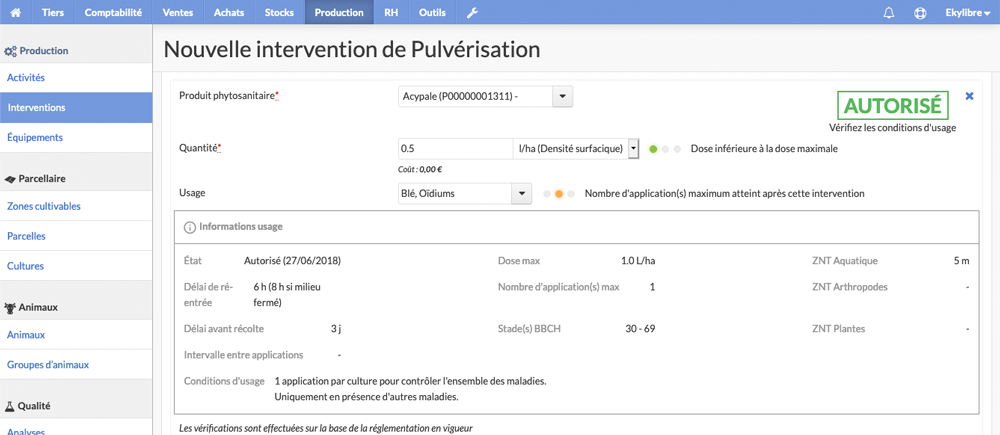 Tiers Comptabilité Ventes Achats Stocks Production RH Outils Ekylibre
Production
Activités
Interventions
Équipements
Parcellaire
Zones cultivables
Parcelles
Cultures
Animaux
Animaux
Groupes d'animaux
Qualité
Analyses
Nouvelle intervention de Pulvérisation
Produit phytosanitaire* Acypale (P00000001311) -
AUTORISÉ
Vérifiez les conditions d'usage
Quantité* 0.5 l/ha (Densité surfacique) Dose inférieure à la dose maximale
Coût : 0,00 €
Usage Blé, Oïdiums Nombre d'application(s) maximum atteint après cette intervention
Informations usage
État Autorisé (27/06/2018) Dose max 1.0 L/ha ZNT Aquatique 5 m
Délai de ré-entrée 6 h (8 h si milieu fermé) Nombre d'application(s) max 1 ZNT Arthropodes -
Délai avant récolte 3 j Stade(s) BBCH 30 - 69 ZNT Plantes -
Intervalle entre applications -
Conditions d'usage 1 application par culture pour contrôler l'ensemble des maladies.
Uniquement en présence d'autres maladies.
Les vérifications sont effectuées sur la base de la réglementation en vigueur